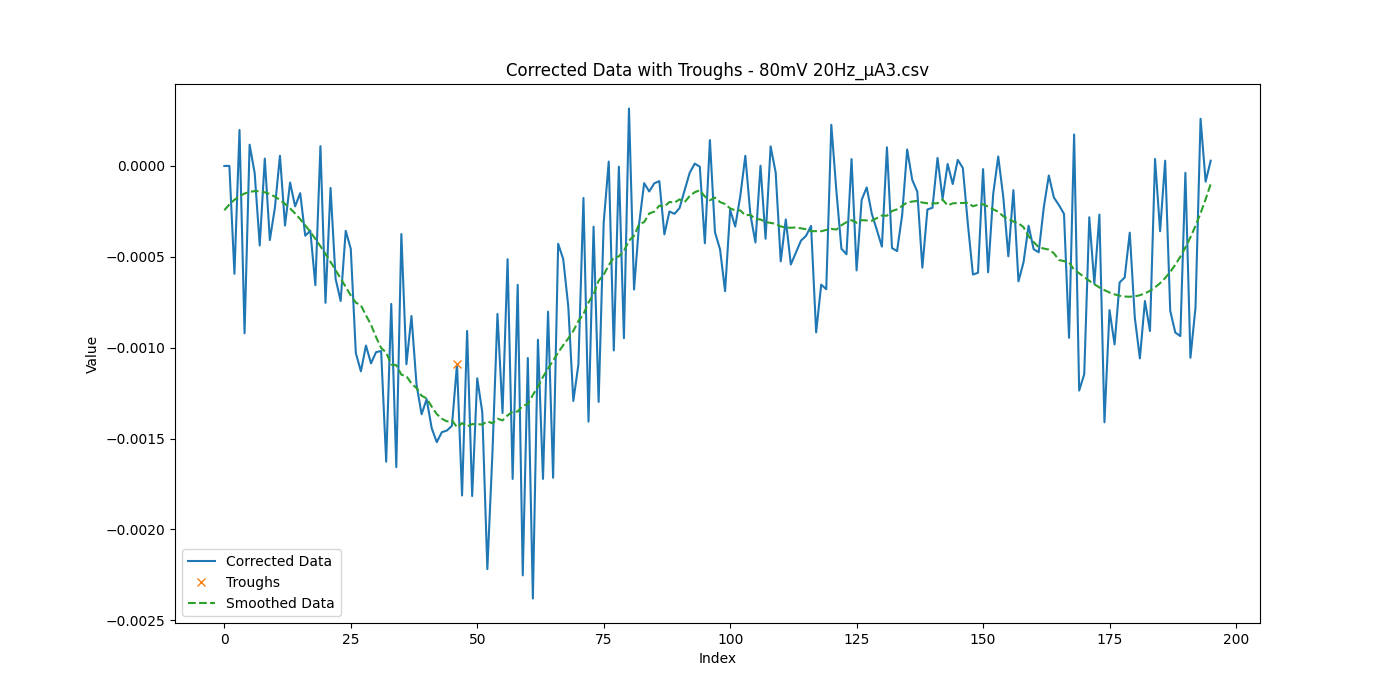 Corrected Data with Troughs - 80mV 20Hz_µA3.csv
Value
0.0000
−0.0005
−0.0010
−0.0015
−0.0020
−0.0025
Corrected Data
Troughs
Smoothed Data
0 25 50 75 100 125 150 175 200
Index